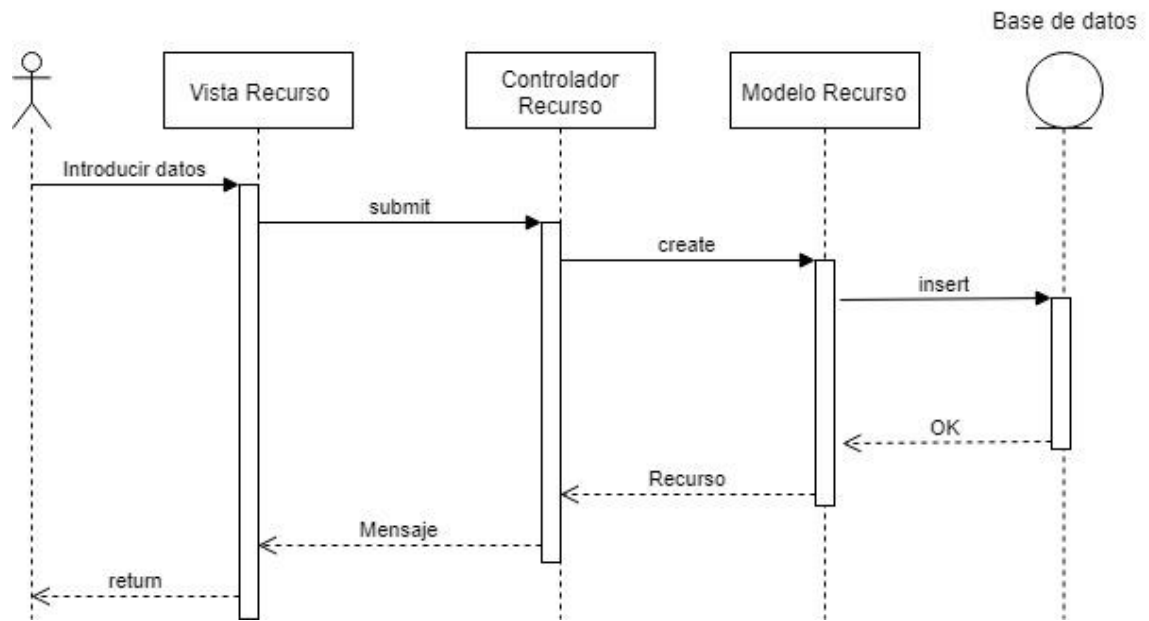 Base de datos
Vista Recurso
Controlador
Recurso
Modelo Recurso
Introducir datos
submit
create
insert
OK
Recurso
Mensaje
return